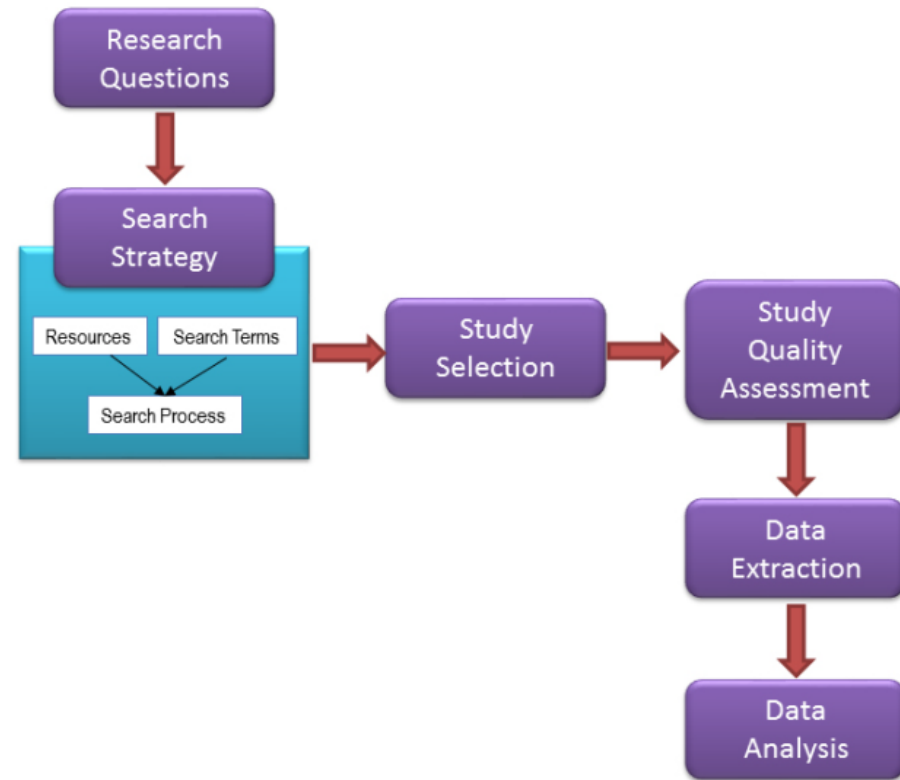 Research
Questions
Search
Strategy
Resources
Search Terms
Search Process
Study
Selection
Study
Quality
Assessment
Data
Extraction
Data
Analysis